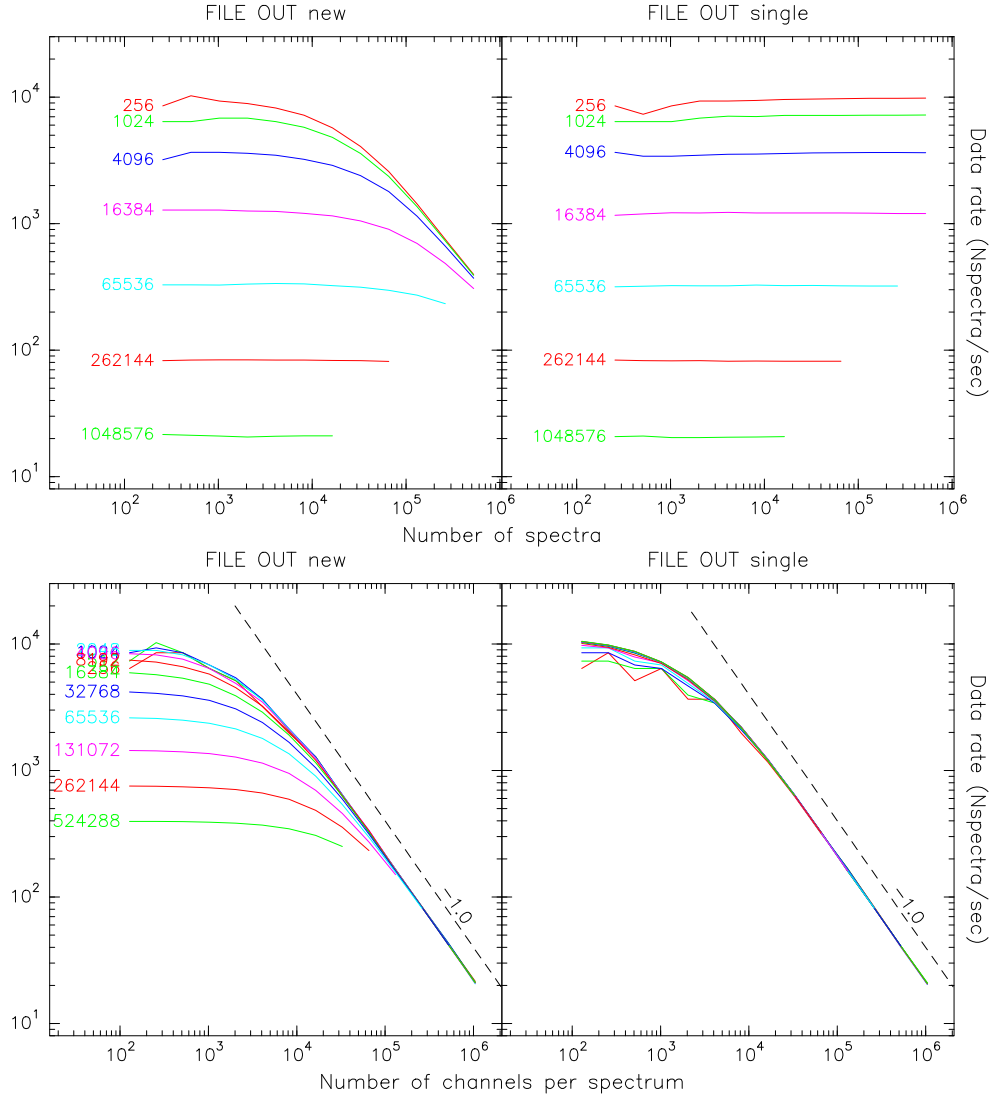 FILE OUT new
FILE OUT single
10^4
10^3
10^2
10^1
256
1024
4096
16384
65536
262144
1048576
256
1024
4096
16384
65536
262144
1048576
Data rate (Nspectra/sec)
10^2 10^3 10^4 10^5 10^6
10^2 10^3 10^4 10^5 10^6
Number of spectra
FILE OUT new
FILE OUT single
10^4
10^3
10^2
10^1
32768
65536
131072
262144
524288
-1.0
-1.0
Data rate (Nspectra/sec)
10^2 10^3 10^4 10^5 10^6
10^2 10^3 10^4 10^5 10^6
Number of channels per spectrum